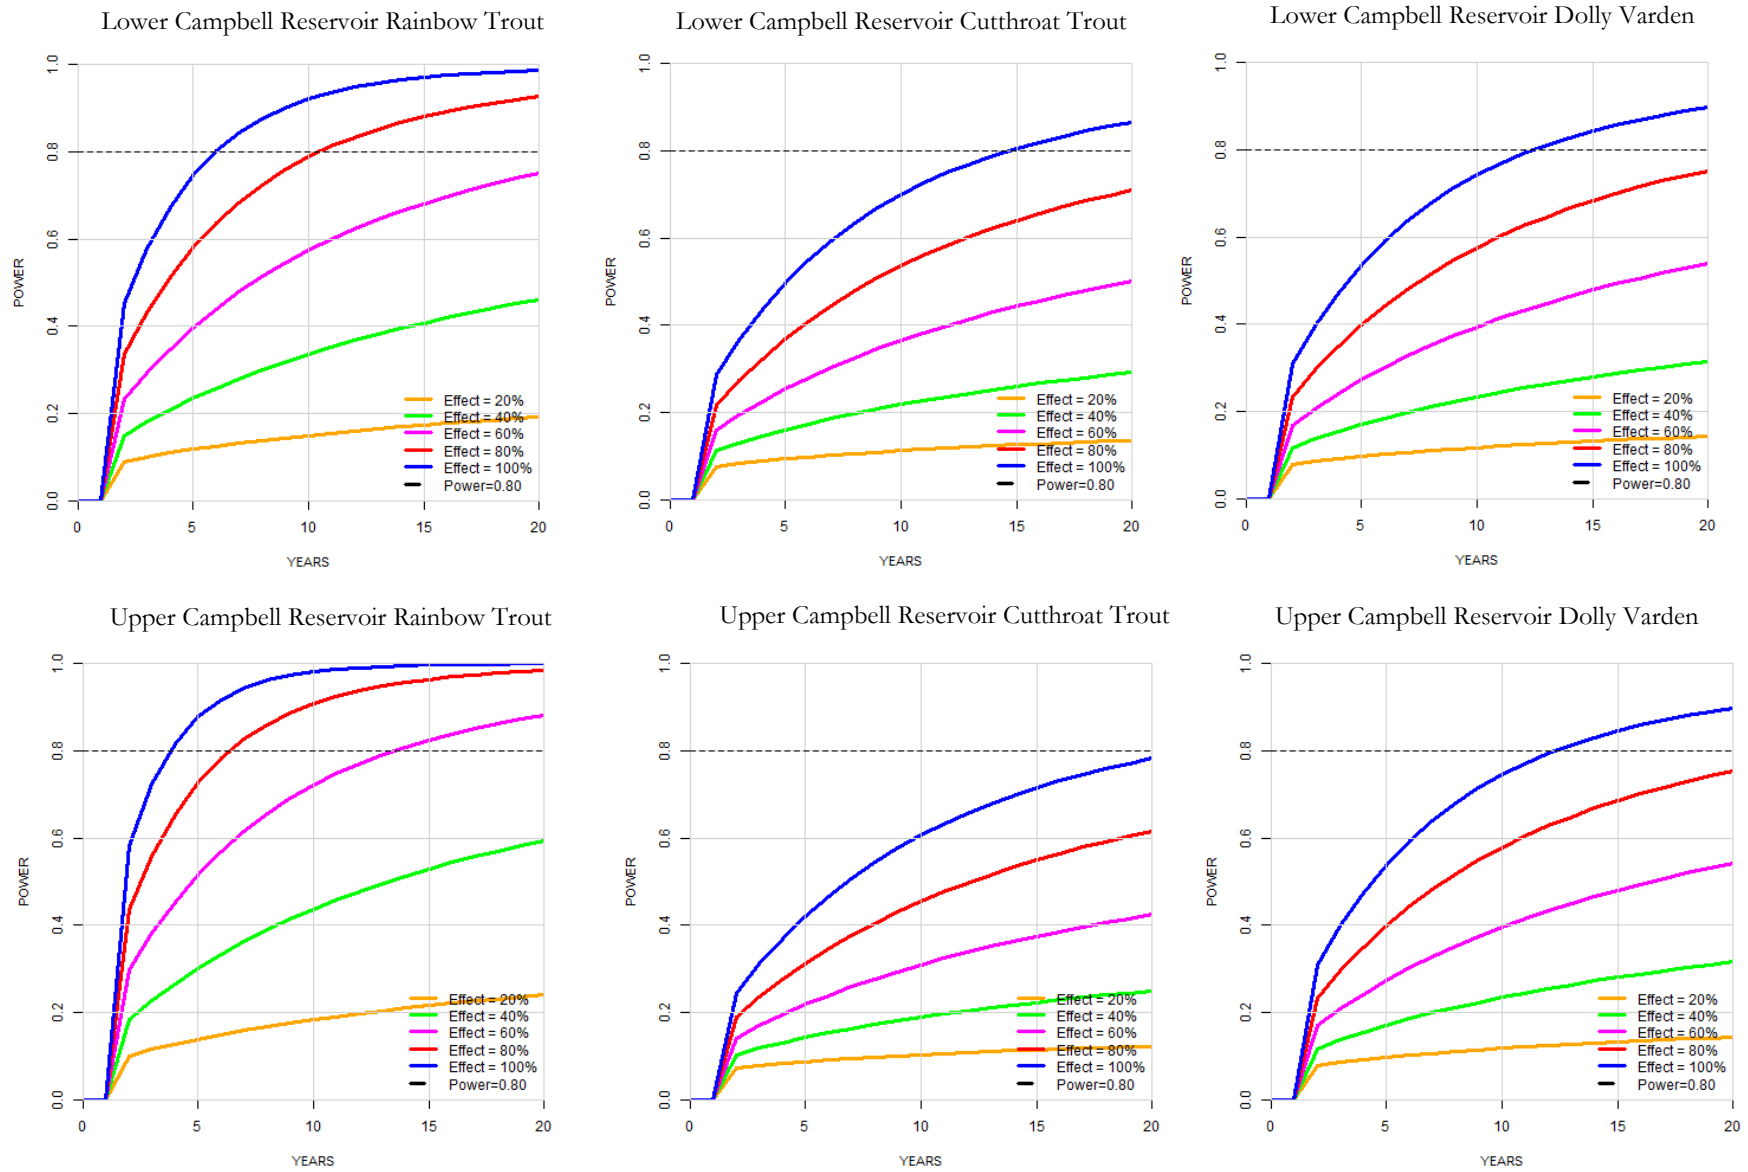 Lower Campbell Reservoir Rainbow Trout
1.0
0.8
0.6
0.4
0.2
0.0
POWER
Effect = 20%
Effect = 40%
Effect = 60%
Effect = 80%
Effect = 100%
Power=0.80
0 5 10 15 20
YEARS
Lower Campbell Reservoir Cutthroat Trout
1.0
0.8
0.6
0.4
0.2
0.0
POWER
Effect = 20%
Effect = 40%
Effect = 60%
Effect = 80%
Effect = 100%
Power=0.80
0 5 10 15 20
YEARS
Lower Campbell Reservoir Dolly Varden
1.0
0.8
0.6
0.4
0.2
0.0
POWER
Effect = 20%
Effect = 40%
Effect = 60%
Effect = 80%
Effect = 100%
Power=0.80
0 5 10 15 20
YEARS
Upper Campbell Reservoir Rainbow Trout
1.0
0.8
0.6
0.4
0.2
0.0
POWER
Effect = 20%
Effect = 40%
Effect = 60%
Effect = 80%
Effect = 100%
Power=0.80
0 5 10 15 20
YEARS
Upper Campbell Reservoir Cutthroat Trout
1.0
0.8
0.6
0.4
0.2
0.0
POWER
Effect = 20%
Effect = 40%
Effect = 60%
Effect = 80%
Effect = 100%
Power=0.80
0 5 10 15 20
YEARS
Upper Campbell Reservoir Dolly Varden
1.0
0.8
0.6
0.4
0.2
0.0
POWER
Effect = 20%
Effect = 40%
Effect = 60%
Effect = 80%
Effect = 100%
Power=0.80
0 5 10 15 20
YEARS